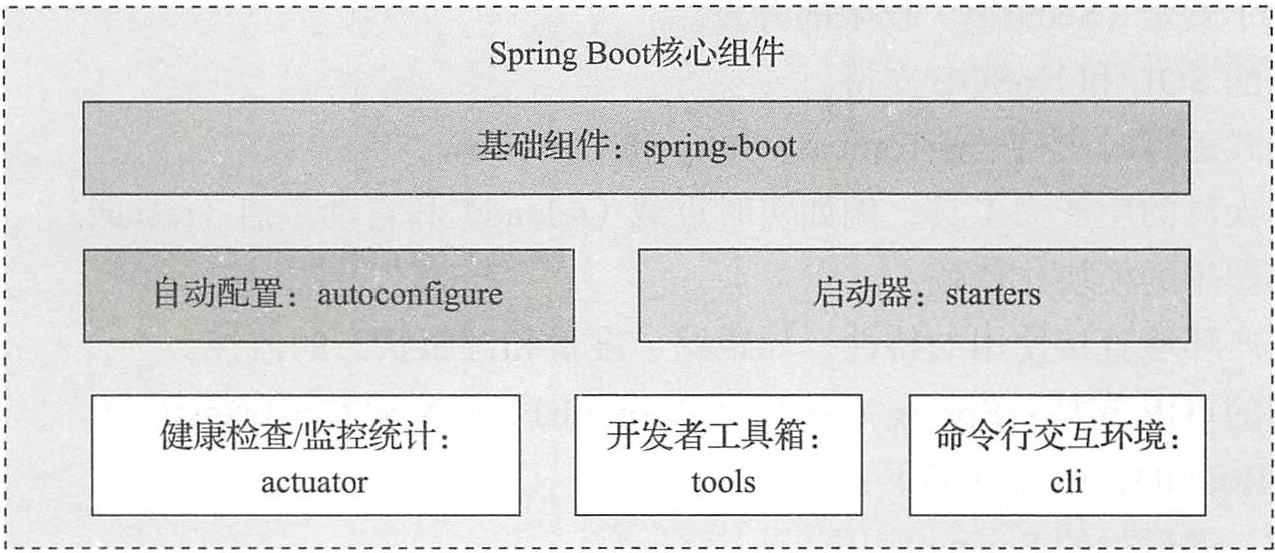 Spring Boot核心组件
基础组件：spring-boot
自动配置：autoconfigure
启动器：starters
健康检查/监控统计：
actuator
开发者工具箱：
tools
命令行交互环境：
cli